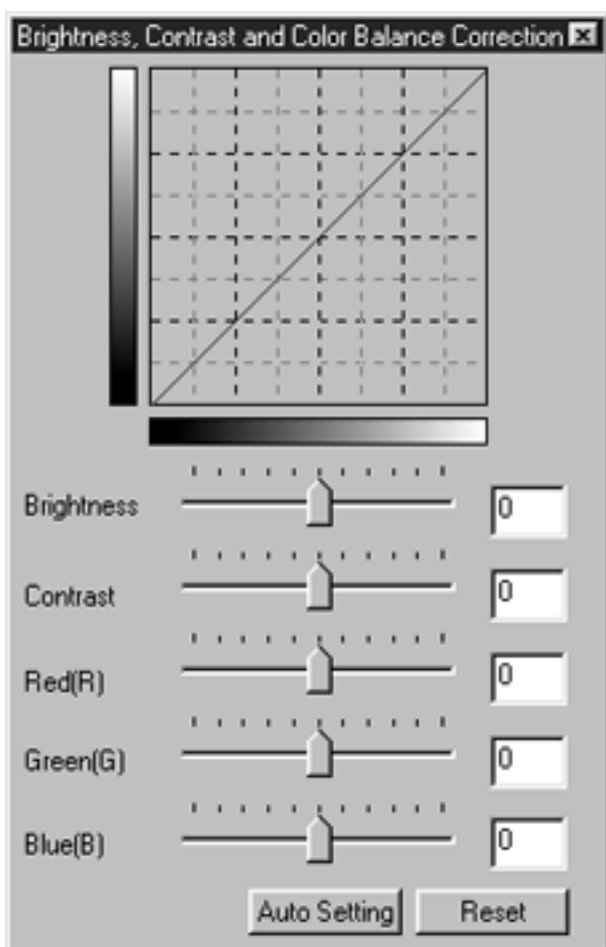 Brightness, Contrast and Color Balance Correction
Brightness 0
Contrast 0
Red(R) 0
Green(G) 0
Blue(B) 0
Auto Setting Reset